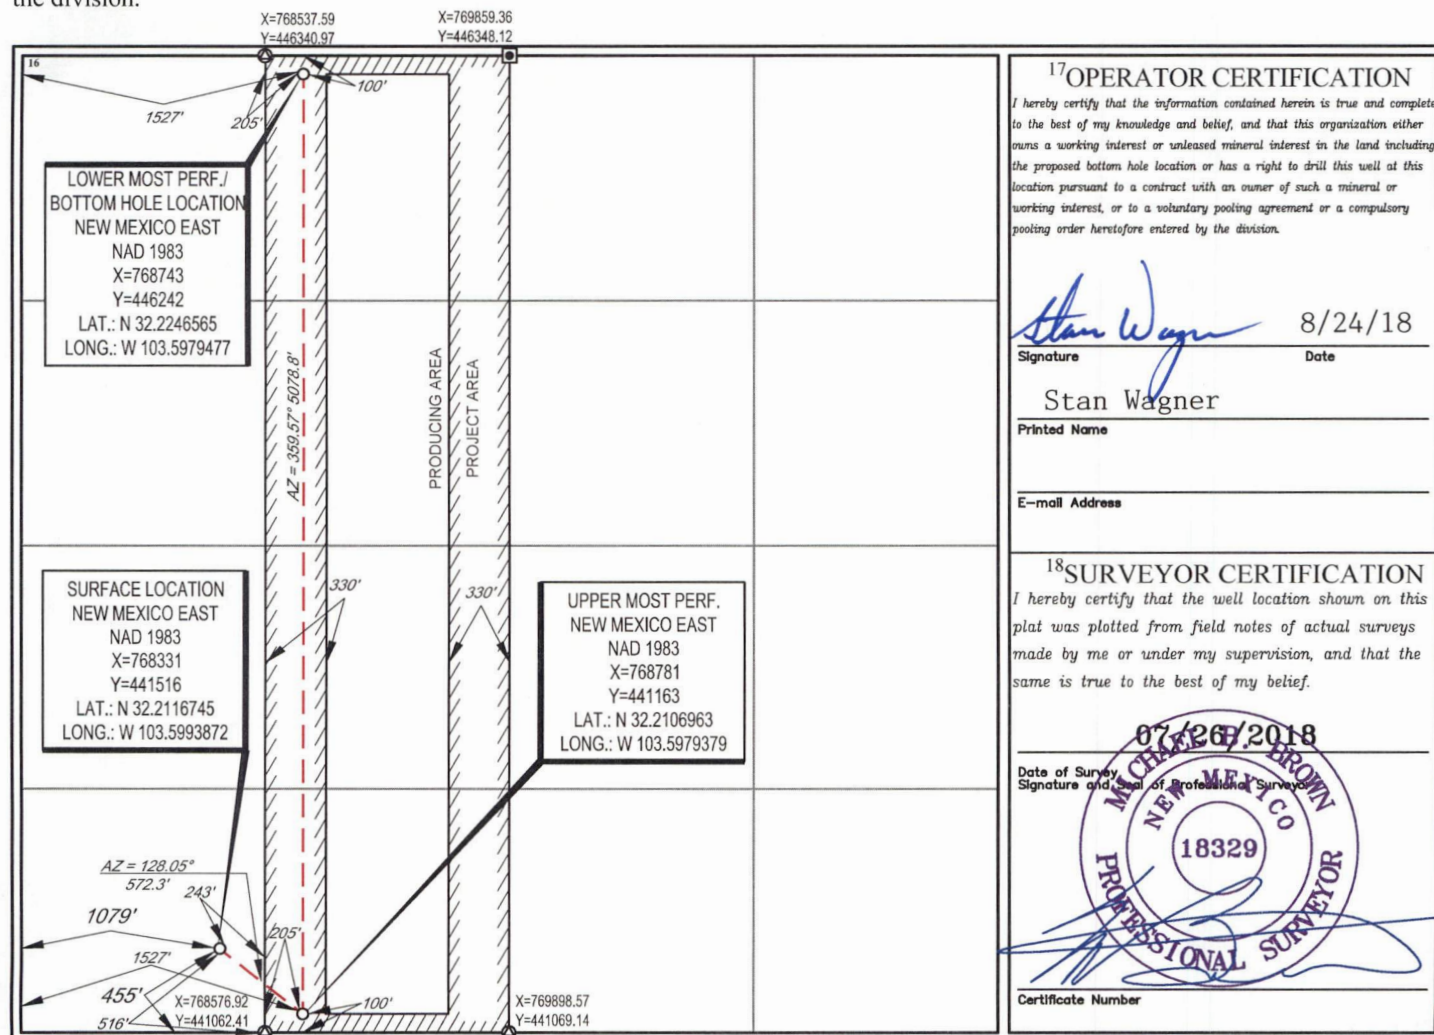 the division.
X=768537.59
Y=446340.97
X=769859.36
Y=446348.12
16
1527'
205'
100'
LOWER MOST PERF./
BOTTOM HOLE LOCATION
NEW MEXICO EAST
NAD 1983
X=768743
Y=446242
LAT.: N 32.2246565
LONG.: W 103.5979477
AZ = 359.57° 5078.8'
PRODUCING AREA
PROJECT AREA
SURFACE LOCATION
NEW MEXICO EAST
NAD 1983
X=768331
Y=441516
LAT.: N 32.2116745
LONG.: W 103.5993872
330'
330'
UPPER MOST PERF.
NEW MEXICO EAST
NAD 1983
X=768781
Y=441163
LAT.: N 32.2106963
LONG.: W 103.5979379
AZ = 128.05°
572.3'
243'
1079'
205'
1527'
455'
516'
100'
X=768576.92
Y=441062.41
X=769898.57
Y=441069.14
17 OPERATOR CERTIFICATION
I hereby certify that the information contained herein is true and complete
to the best of my knowledge and belief, and that this organization either
owns a working interest or unleased mineral interest in the land including
the proposed bottom hole location or has a right to drill this well at this
location pursuant to a contract with an owner of such a mineral or
working interest, or to a voluntary pooling agreement or a compulsory
pooling order heretofore entered by the division.
Stan Wagner 8/24/18
Signature Date
Stan Wagner
Printed Name
E-mail Address
18 SURVEYOR CERTIFICATION
I hereby certify that the well location shown on this
plat was plotted from field notes of actual surveys
made by me or under my supervision, and that the
same is true to the best of my belief.
07/26/2018
Date of Survey
Signature and Seal of Professional Surveyor
MICHAEL B. BROWN
NEW MEXICO
18329
PROFESSIONAL SURVEYOR
Certificate Number